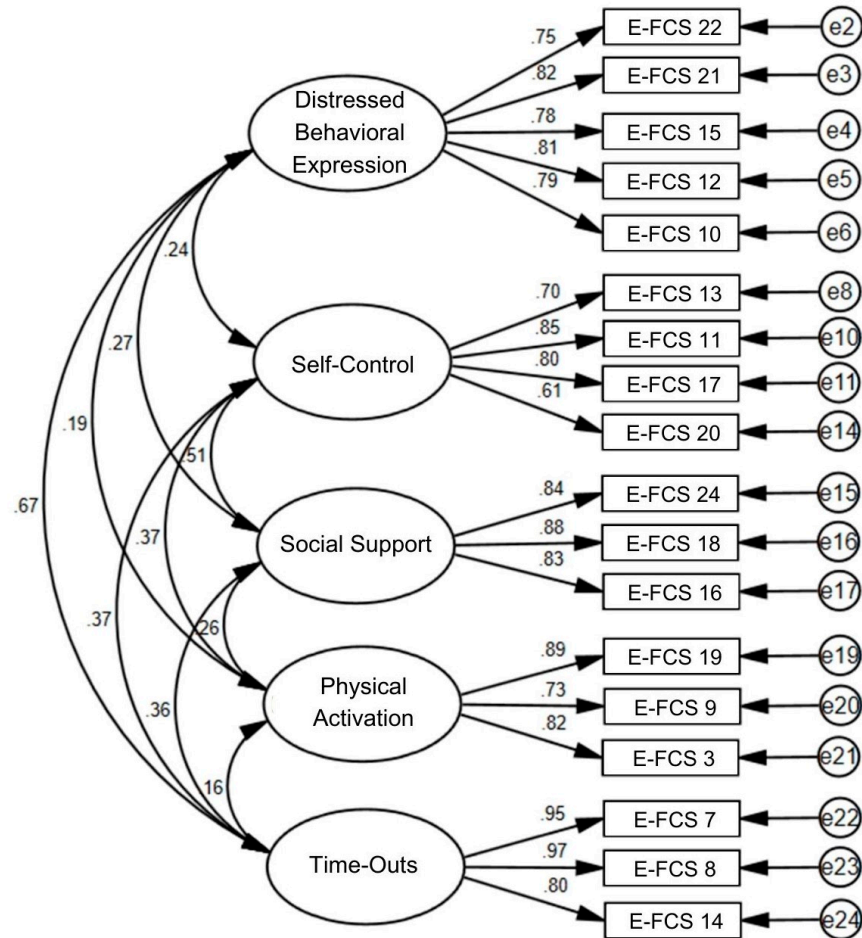 .75
E-FCS 22
e2
.82
E-FCS 21
e3
Distressed
Behavioral
Expression
.78
E-FCS 15
e4
.81
E-FCS 12
e5
.79
E-FCS 10
e6
.24
.70
E-FCS 13
e8
.85
E-FCS 11
e10
Self-Control
.80
E-FCS 17
e11
.61
E-FCS 20
e14
.27
.19
.51
.67
.84
E-FCS 24
e15
Social Support
.88
E-FCS 18
e16
.83
E-FCS 16
e17
.37
.37
.26
.89
E-FCS 19
e19
Physical
Activation
.73
E-FCS 9
e20
.82
E-FCS 3
e21
.36
.16
.95
E-FCS 7
e22
Time-Outs
.97
E-FCS 8
e23
.80
E-FCS 14
e24